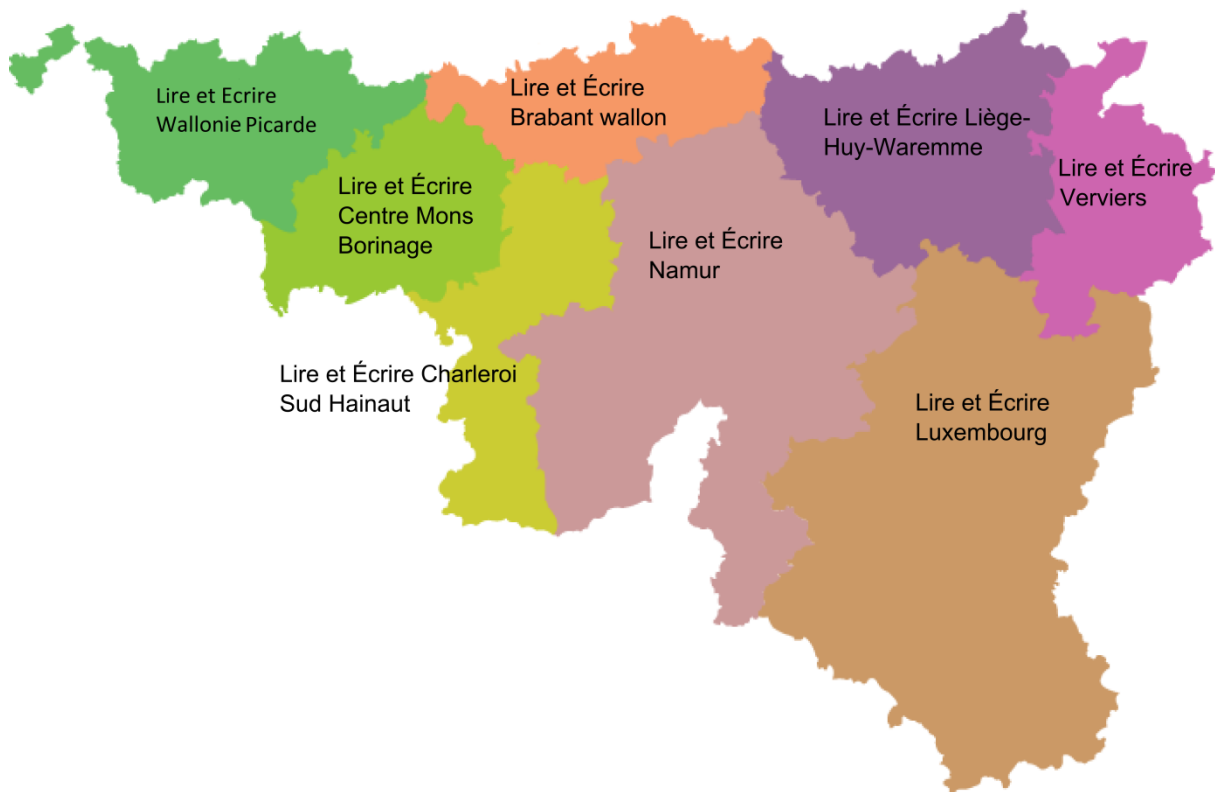 Lire et Ecrire
Wallonie Picarde
Lire et Écrire
Brabant wallon
Lire et Écrire Liège-
Huy-Waremme
Lire et Écrire
Verviers
Lire et Écrire
Centre Mons
Borinage
Lire et Écrire
Namur
Lire et Écrire Charleroi
Sud Hainaut
Lire et Écrire
Luxembourg